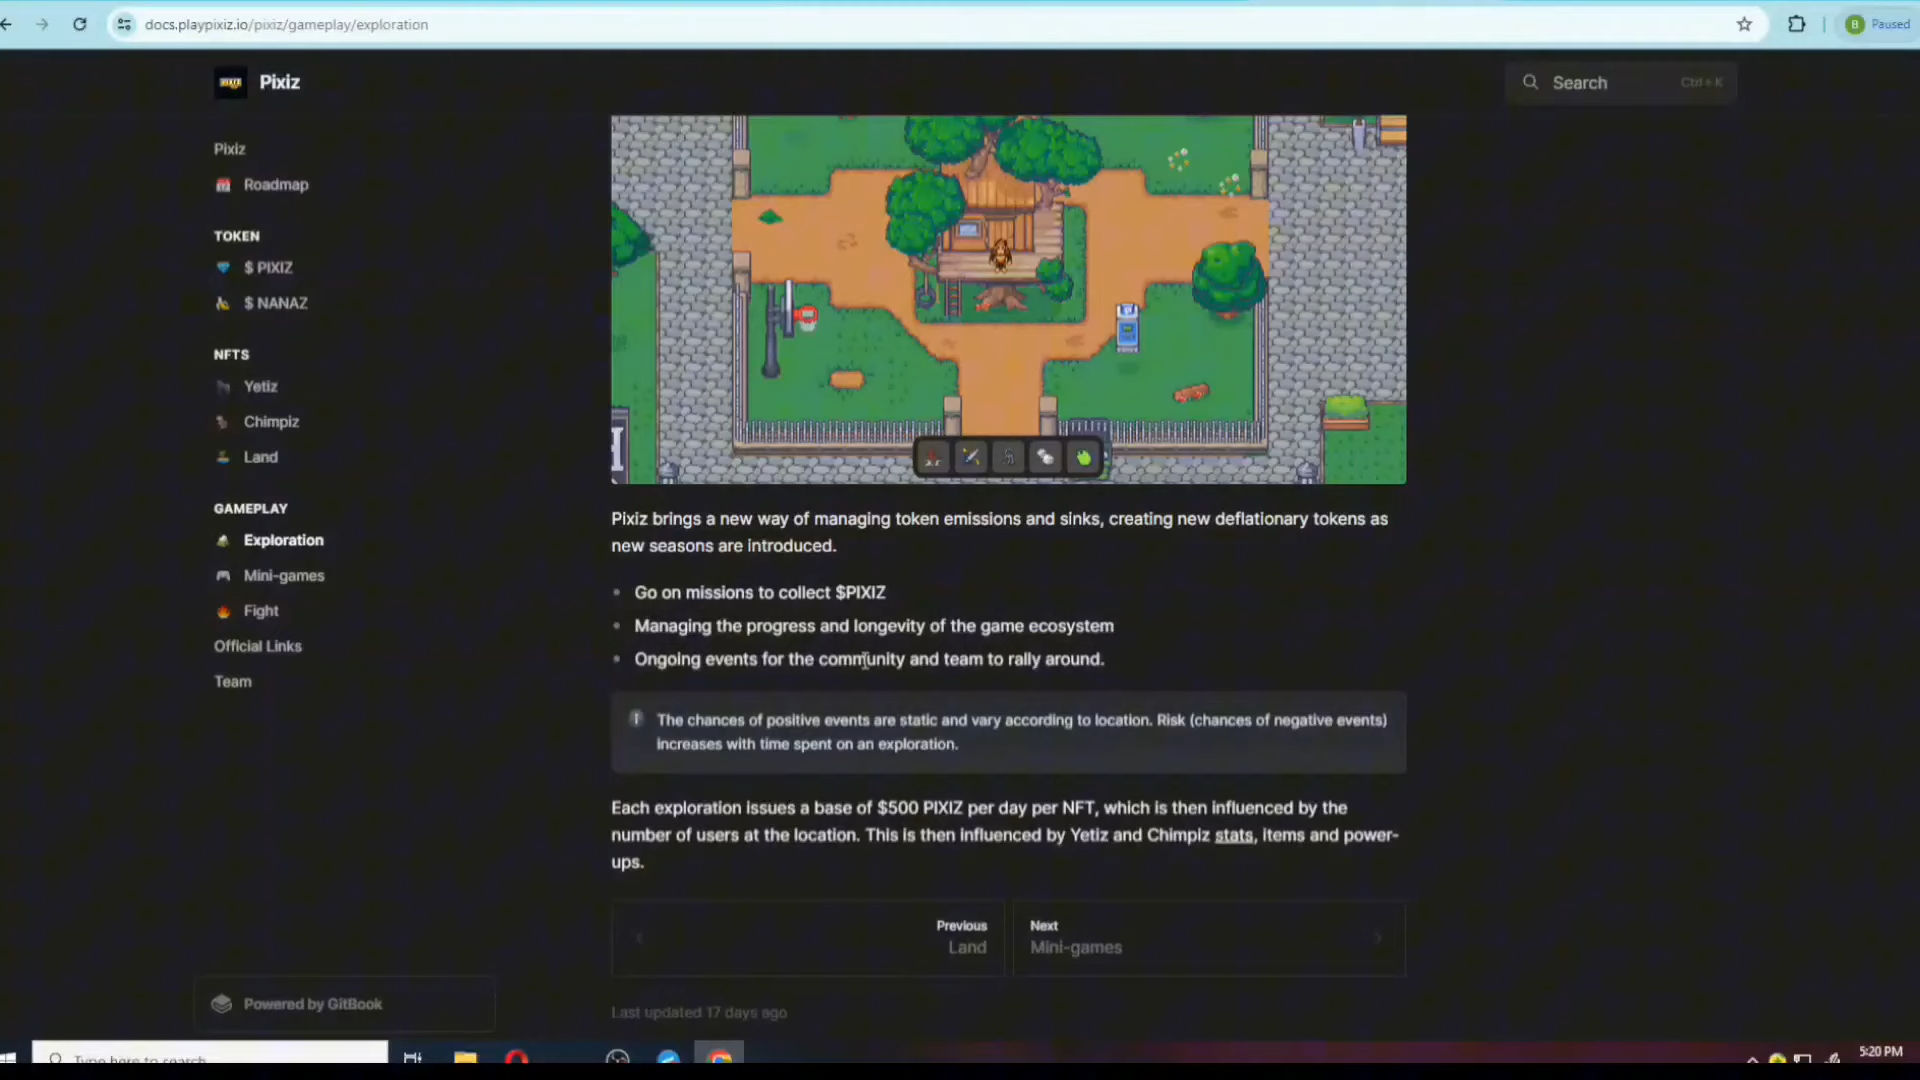 docs.playpixiz.io/pixiz/gameplay/exploration
B Paused
Pixiz
Search Ctrl + K
Pixiz
Roadmap
TOKEN
$ PIXIZ
$ NANAZ
NFTS
Yetiz
Chimpiz
Land
GAMEPLAY
Exploration
Mini-games
Fight
Official Links
Team
Powered by GitBook
Pixiz brings a new way of managing token emissions and sinks, creating new deflationary tokens as
new seasons are introduced.
Go on missions to collect $PIXIZ
Managing the progress and longevity of the game ecosystem
Ongoing events for the community and team to rally around.
The chances of positive events are static and vary according to location. Risk (chances of negative events)
increases with time spent on an exploration.
Each exploration issues a base of $500 PIXIZ per day per NFT, which is then influenced by the
number of users at the location. This is then influenced by Yetiz and Chimpiz stats, items and power-
ups.
Previous
Land
Next
Mini-games
Last updated 17 days ago
Type here to search
5:20 PM